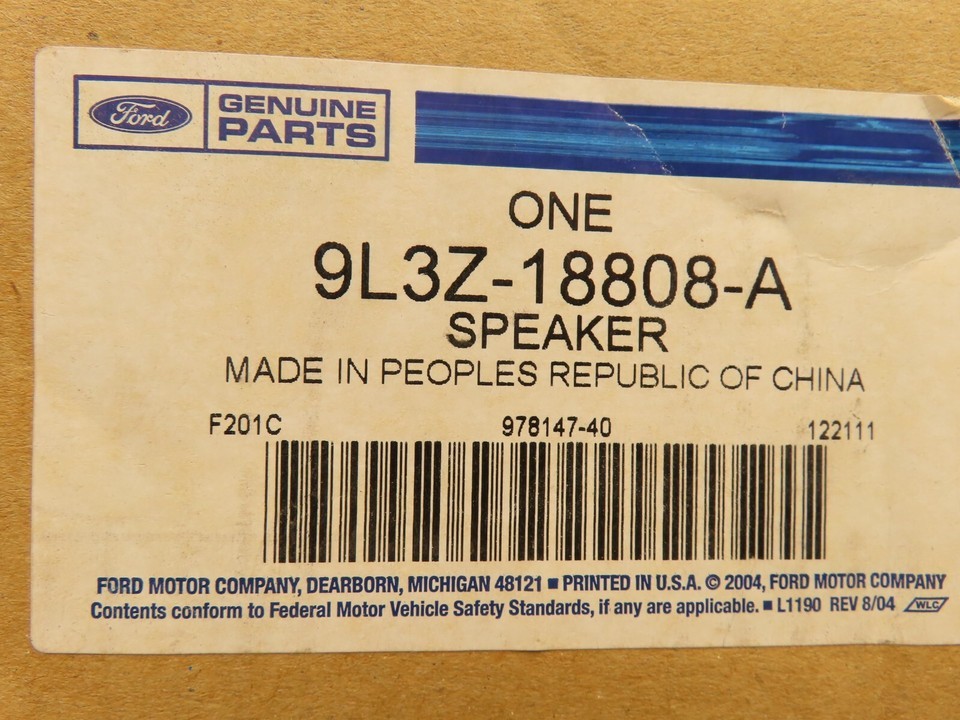 Ford
GENUINE
PARTS
ONE
9L3Z-18808-A
SPEAKER
MADE IN PEOPLES REPUBLIC OF CHINA
F201C 978147-40 122111
FORD MOTOR COMPANY, DEARBORN, MICHIGAN 48121 ■ PRINTED IN U.S.A. © 2004, FORD MOTOR COMPANY
Contents conform to Federal Motor Vehicle Safety Standards, if any are applicable. ■ L1190 REV 8/04 WLC